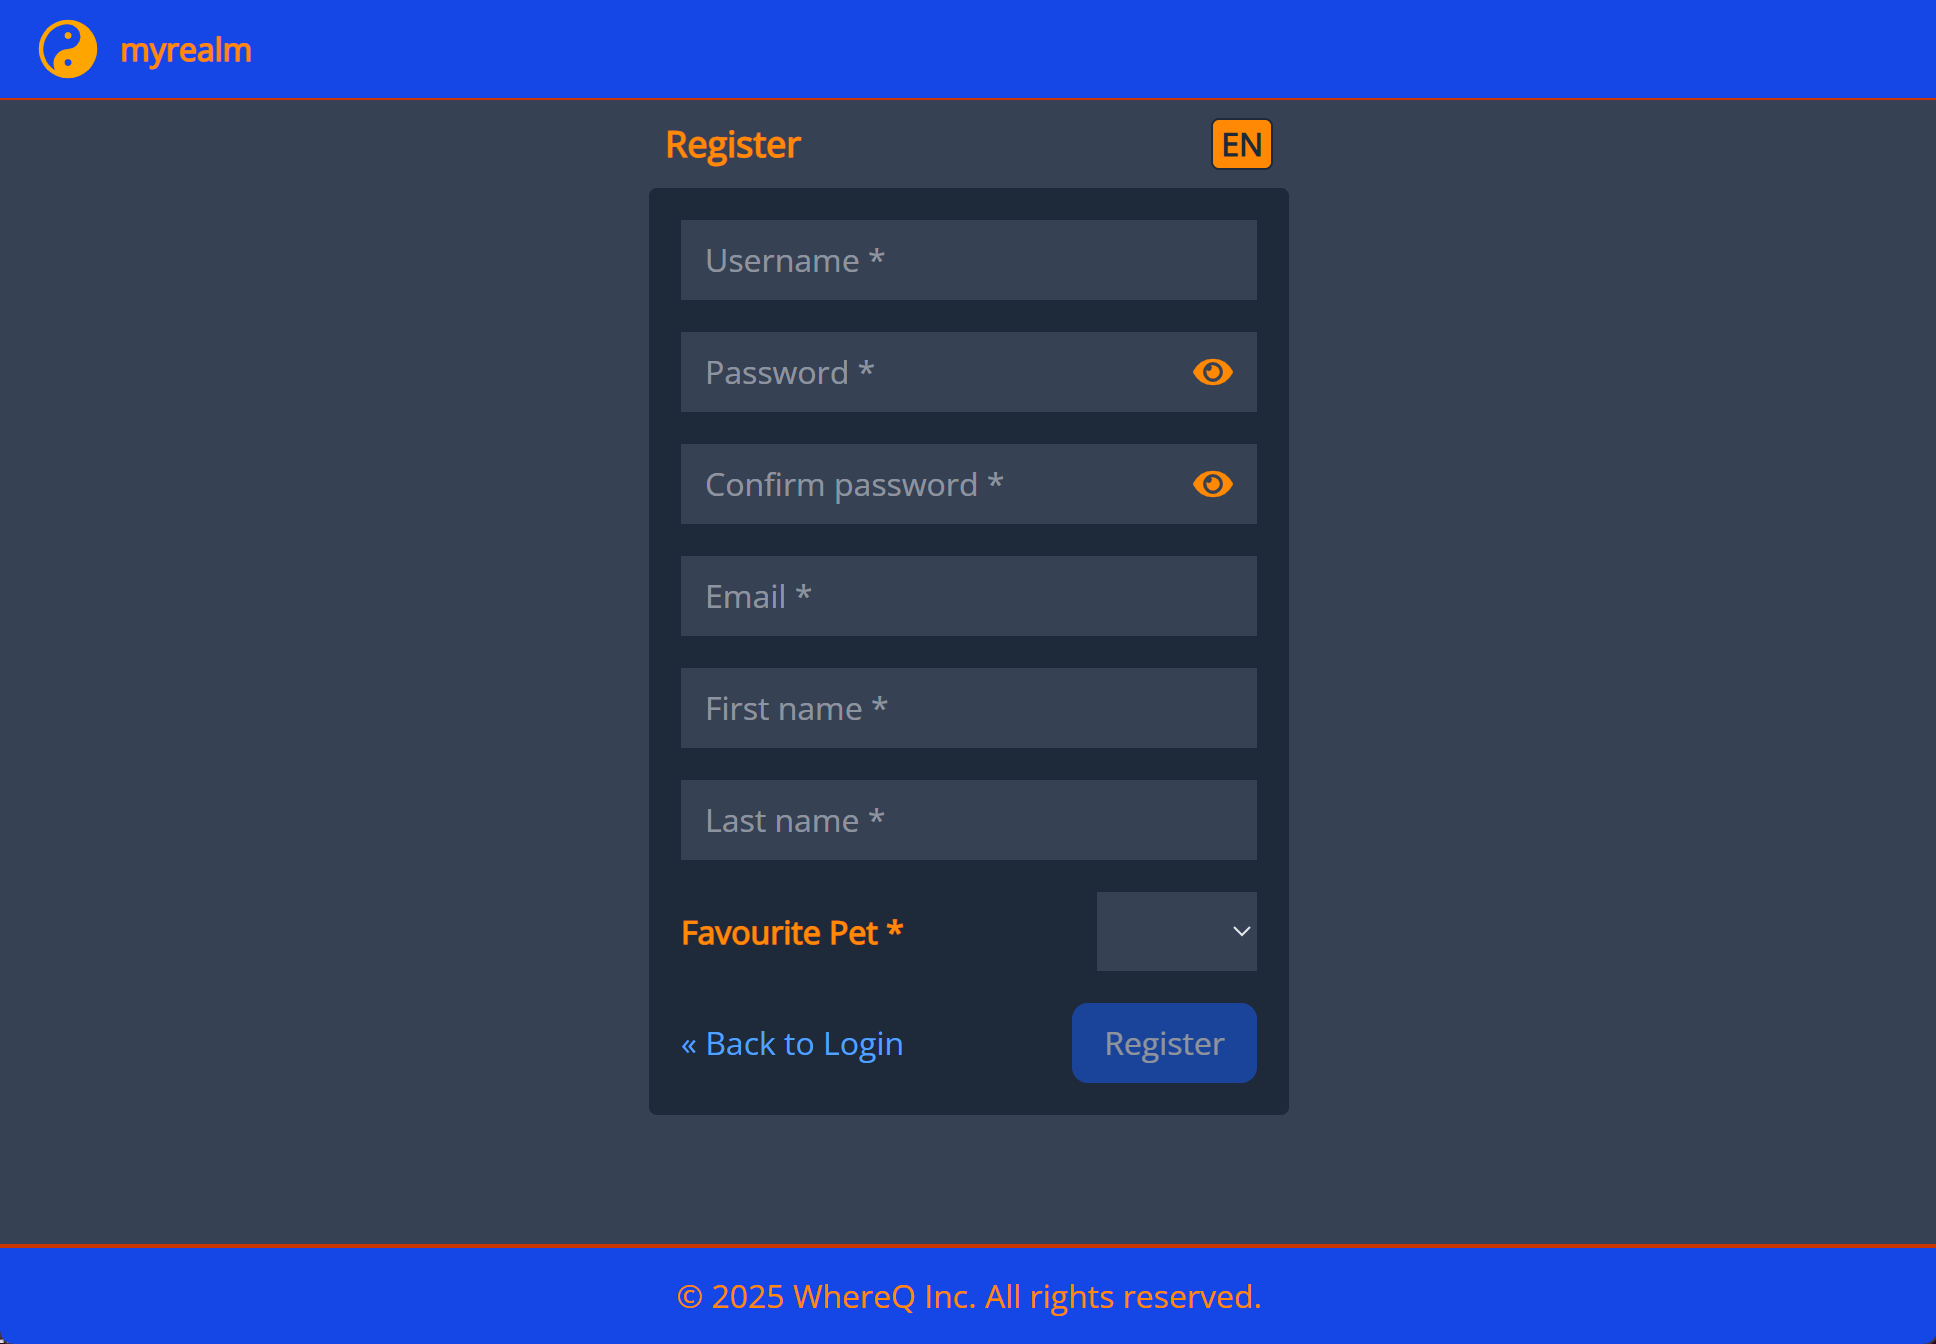 myrealm
Register
EN
Username *
Password *
Confirm password *
Email *
First name *
Last name *
Favourite Pet *
« Back to Login
Register
© 2025 WhereQ Inc. All rights reserved.